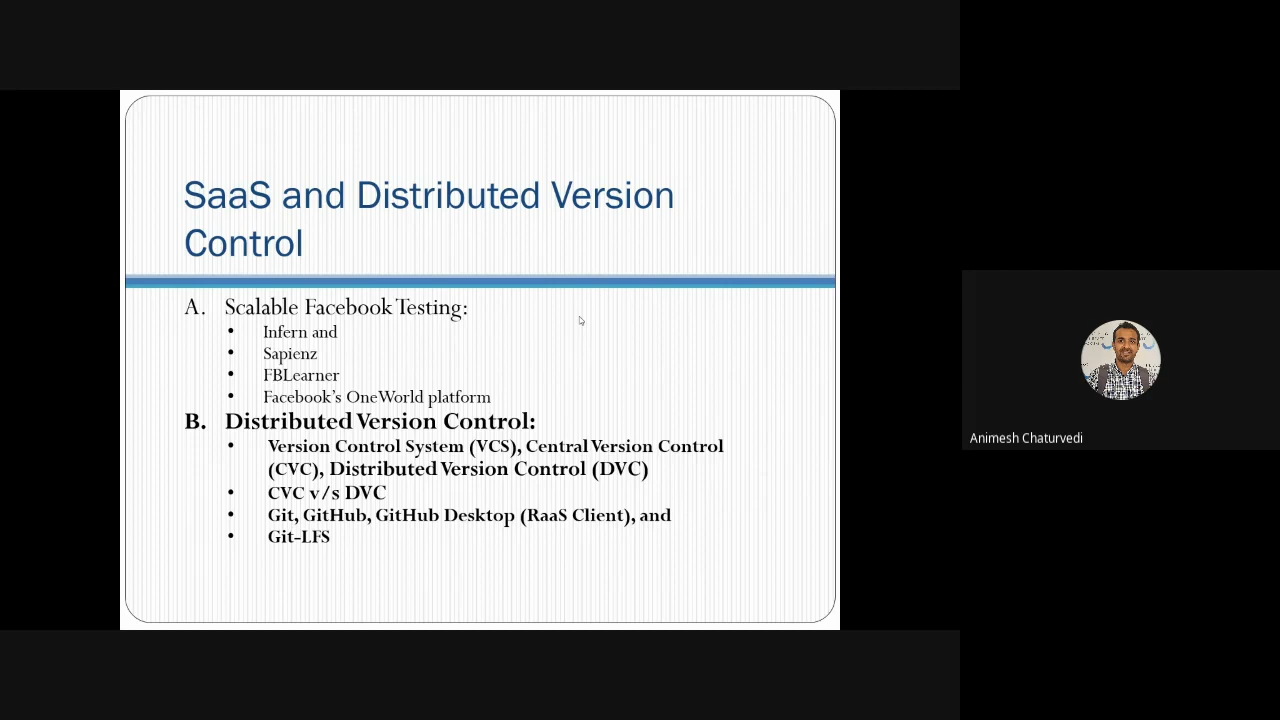 SaaS and Distributed Version
Control
A. Scalable Facebook Testing:
• Infern and
• Sapienz
• FBLearner
• Facebook's OneWorld platform
B. Distributed Version Control:
• Version Control System (VCS), Central Version Control
(CVC), Distributed Version Control (DVC)
• CVC v/s DVC
• Git, GitHub, GitHub Desktop (RaaS Client), and
• Git-LFS
Animesh Chaturvedi